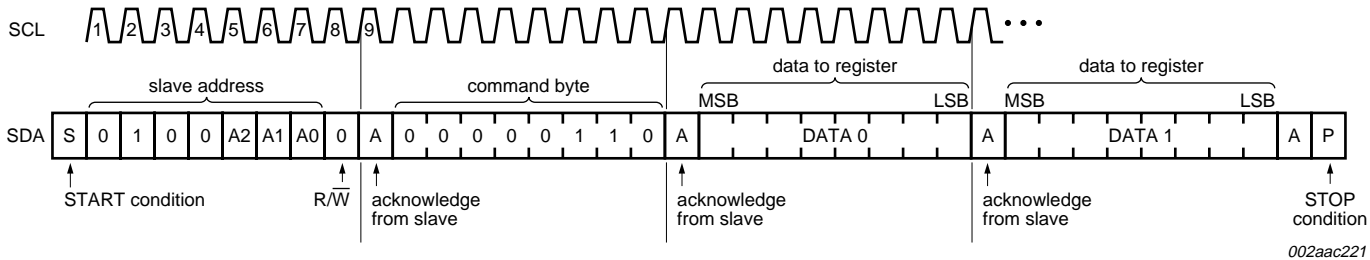 SCL 1 2 3 4 5 6 7 8 9 •••
slave address command byte data to register data to register
MSB LSB MSB LSB
SDA S 0 1 0 0 A2 A1 A0 0 A 0 0 0 0 0 1 1 0 A DATA 0 A DATA 1 A P
START condition R/W̅ acknowledge from slave acknowledge from slave acknowledge from slave STOP condition
002aac221